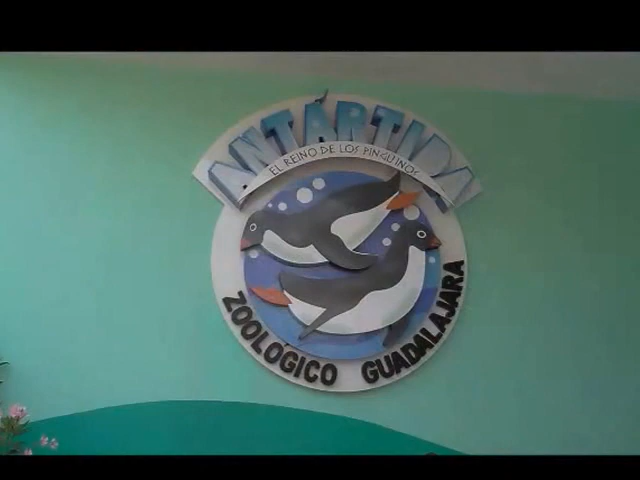 ANTÁRTIDA
EL REINO DE LOS PINGÜINOS
ZOOLÓGICO GUADALAJARA